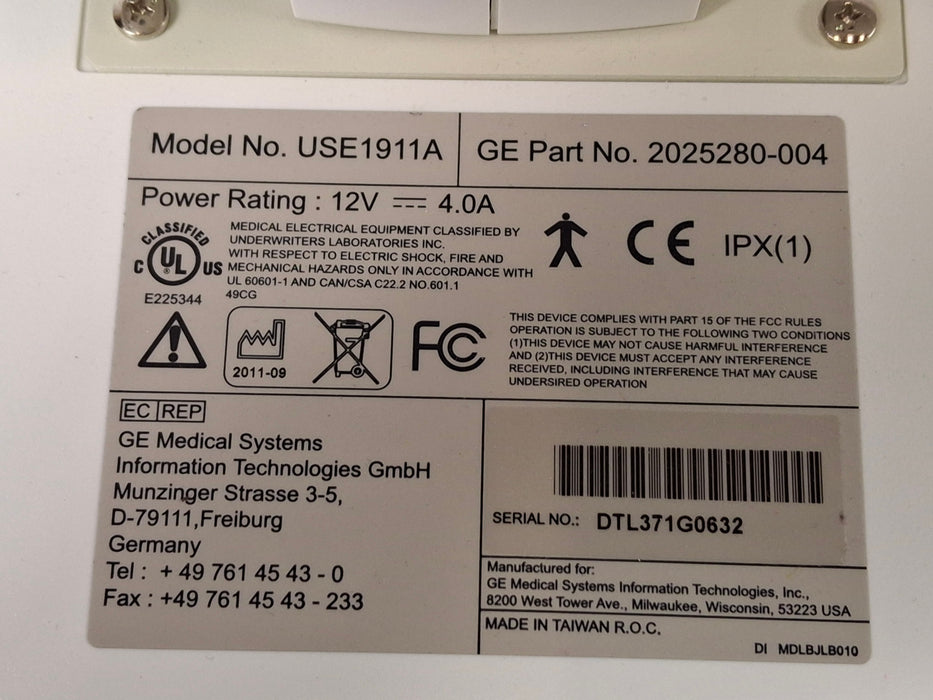 Model No. USE1911A
GE Part No. 2025280-004
Power Rating : 12V ⎓ 4.0A
CLASSIFIED
C UL US
®
E225344
MEDICAL ELECTRICAL EQUIPMENT CLASSIFIED BY
UNDERWRITERS LABORATORIES INC.
WITH RESPECT TO ELECTRIC SHOCK, FIRE AND
MECHANICAL HAZARDS ONLY IN ACCORDANCE WITH
UL 60601-1 AND CAN/CSA C22.2 NO.601.1
49CG
CE IPX(1)
2011-09
FCC
THIS DEVICE COMPLIES WITH PART 15 OF THE FCC RULES
OPERATION IS SUBJECT TO THE FOLLOWING TWO CONDITIONS
(1)THIS DEVICE MAY NOT CAUSE HARMFUL INTERFERENCE
AND (2)THIS DEVICE MUST ACCEPT ANY INTERFERENCE
RECEIVED, INCLUDING INTERFERENCE THAT MAY CAUSE
UNDERSIRED OPERATION
EC REP
GE Medical Systems
Information Technologies GmbH
Munzinger Strasse 3-5,
D-79111,Freiburg
Germany
Tel : + 49 761 45 43 - 0
Fax : +49 761 45 43 - 233
SERIAL NO.: DTL371G0632
Manufactured for:
GE Medical Systems Information Technologies, Inc.,
8200 West Tower Ave., Milwaukee, Wisconsin, 53223 USA
MADE IN TAIWAN R.O.C.
DI MDLBJLB010